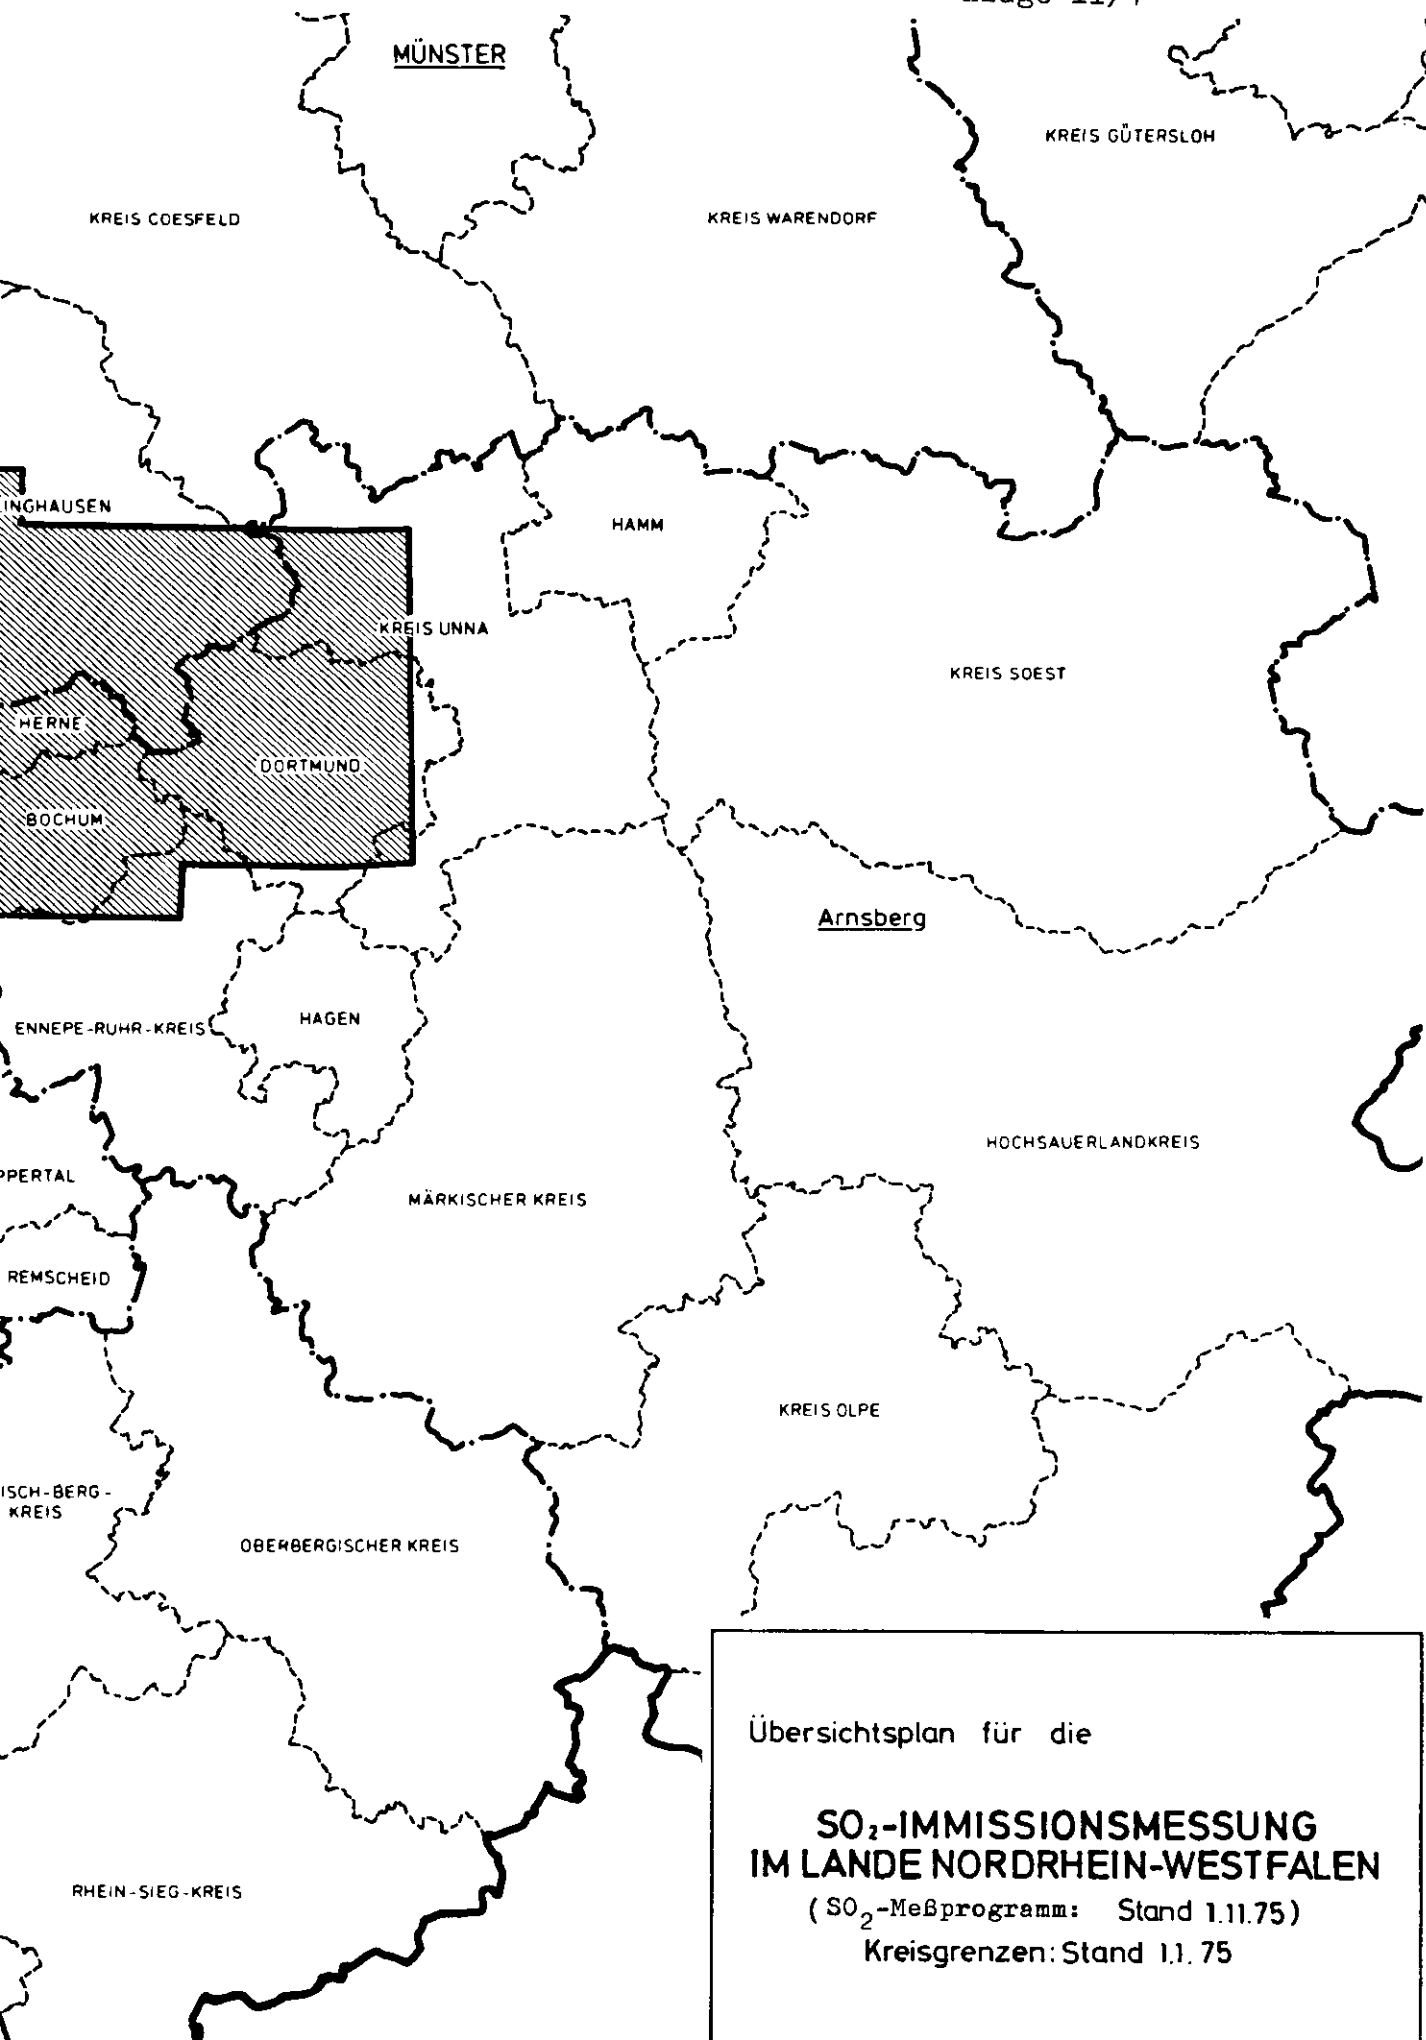 MÜNSTER
KREIS GÜTERSLOH
KREIS COESFELD
KREIS WARENDORF
INGHAUSEN
HAMM
KREIS UNNA
KREIS SOEST
HERNE
DORTMUND
BOCHUM
Arnsberg
ENNEPE-RUHR-KREIS
HAGEN
HOCHSAUERLANDKREIS
PPERTAL
MÄRKISCHER KREIS
REMSCHEID
KREIS OLPE
ISCH-BERG-
KREIS
OBERBERGISCHER KREIS
Übersichtsplan für die
SO₂-IMMISSIONSMESSUNG
IM LANDE NORDRHEIN-WESTFALEN
(SO₂-Meßprogramm: Stand 1.11.75)
Kreisgrenzen: Stand 1.1.75
RHEIN-SIEG-KREIS